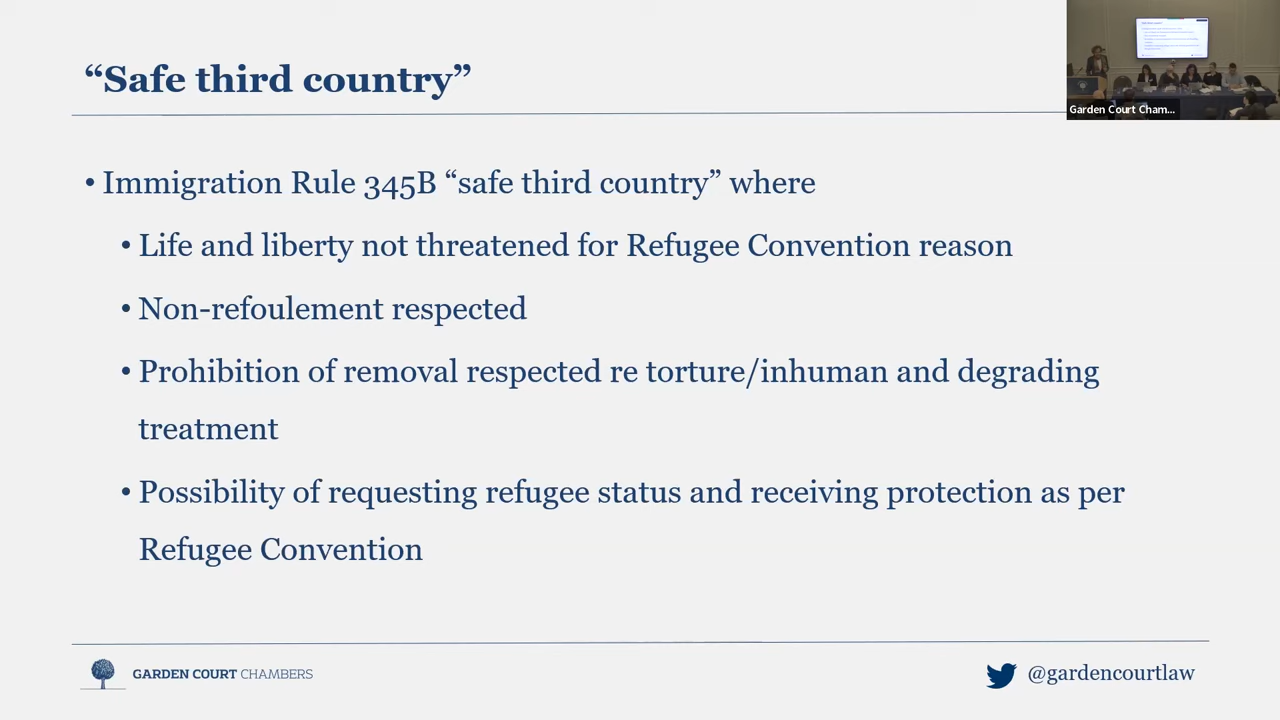 “Safe third country”
Garden Court Cham...
• Immigration Rule 345B “safe third country” where
• Life and liberty not threatened for Refugee Convention reason
• Non-refoulement respected
• Prohibition of removal respected re torture/inhuman and degrading
treatment
• Possibility of requesting refugee status and receiving protection as per
Refugee Convention
GARDEN COURT CHAMBERS
@gardencourtlaw